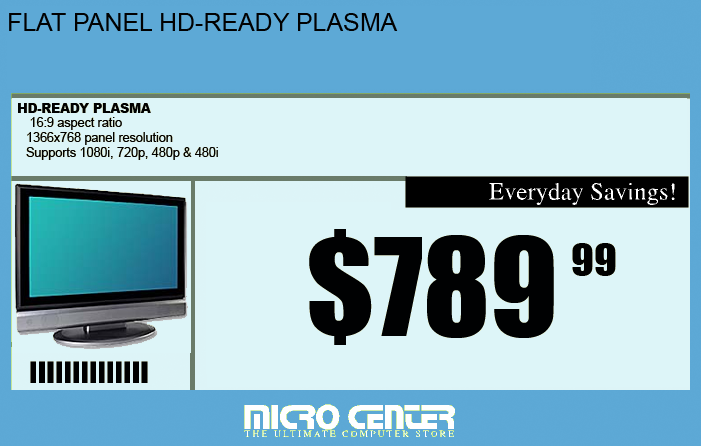 FLAT PANEL HD-READY PLASMA
HD-READY PLASMA
16:9 aspect ratio
1366x768 panel resolution
Supports 1080i, 720p, 480p & 480i
Everyday Savings!
$789 99
MICRO CENTER
THE ULTIMATE COMPUTER STORE